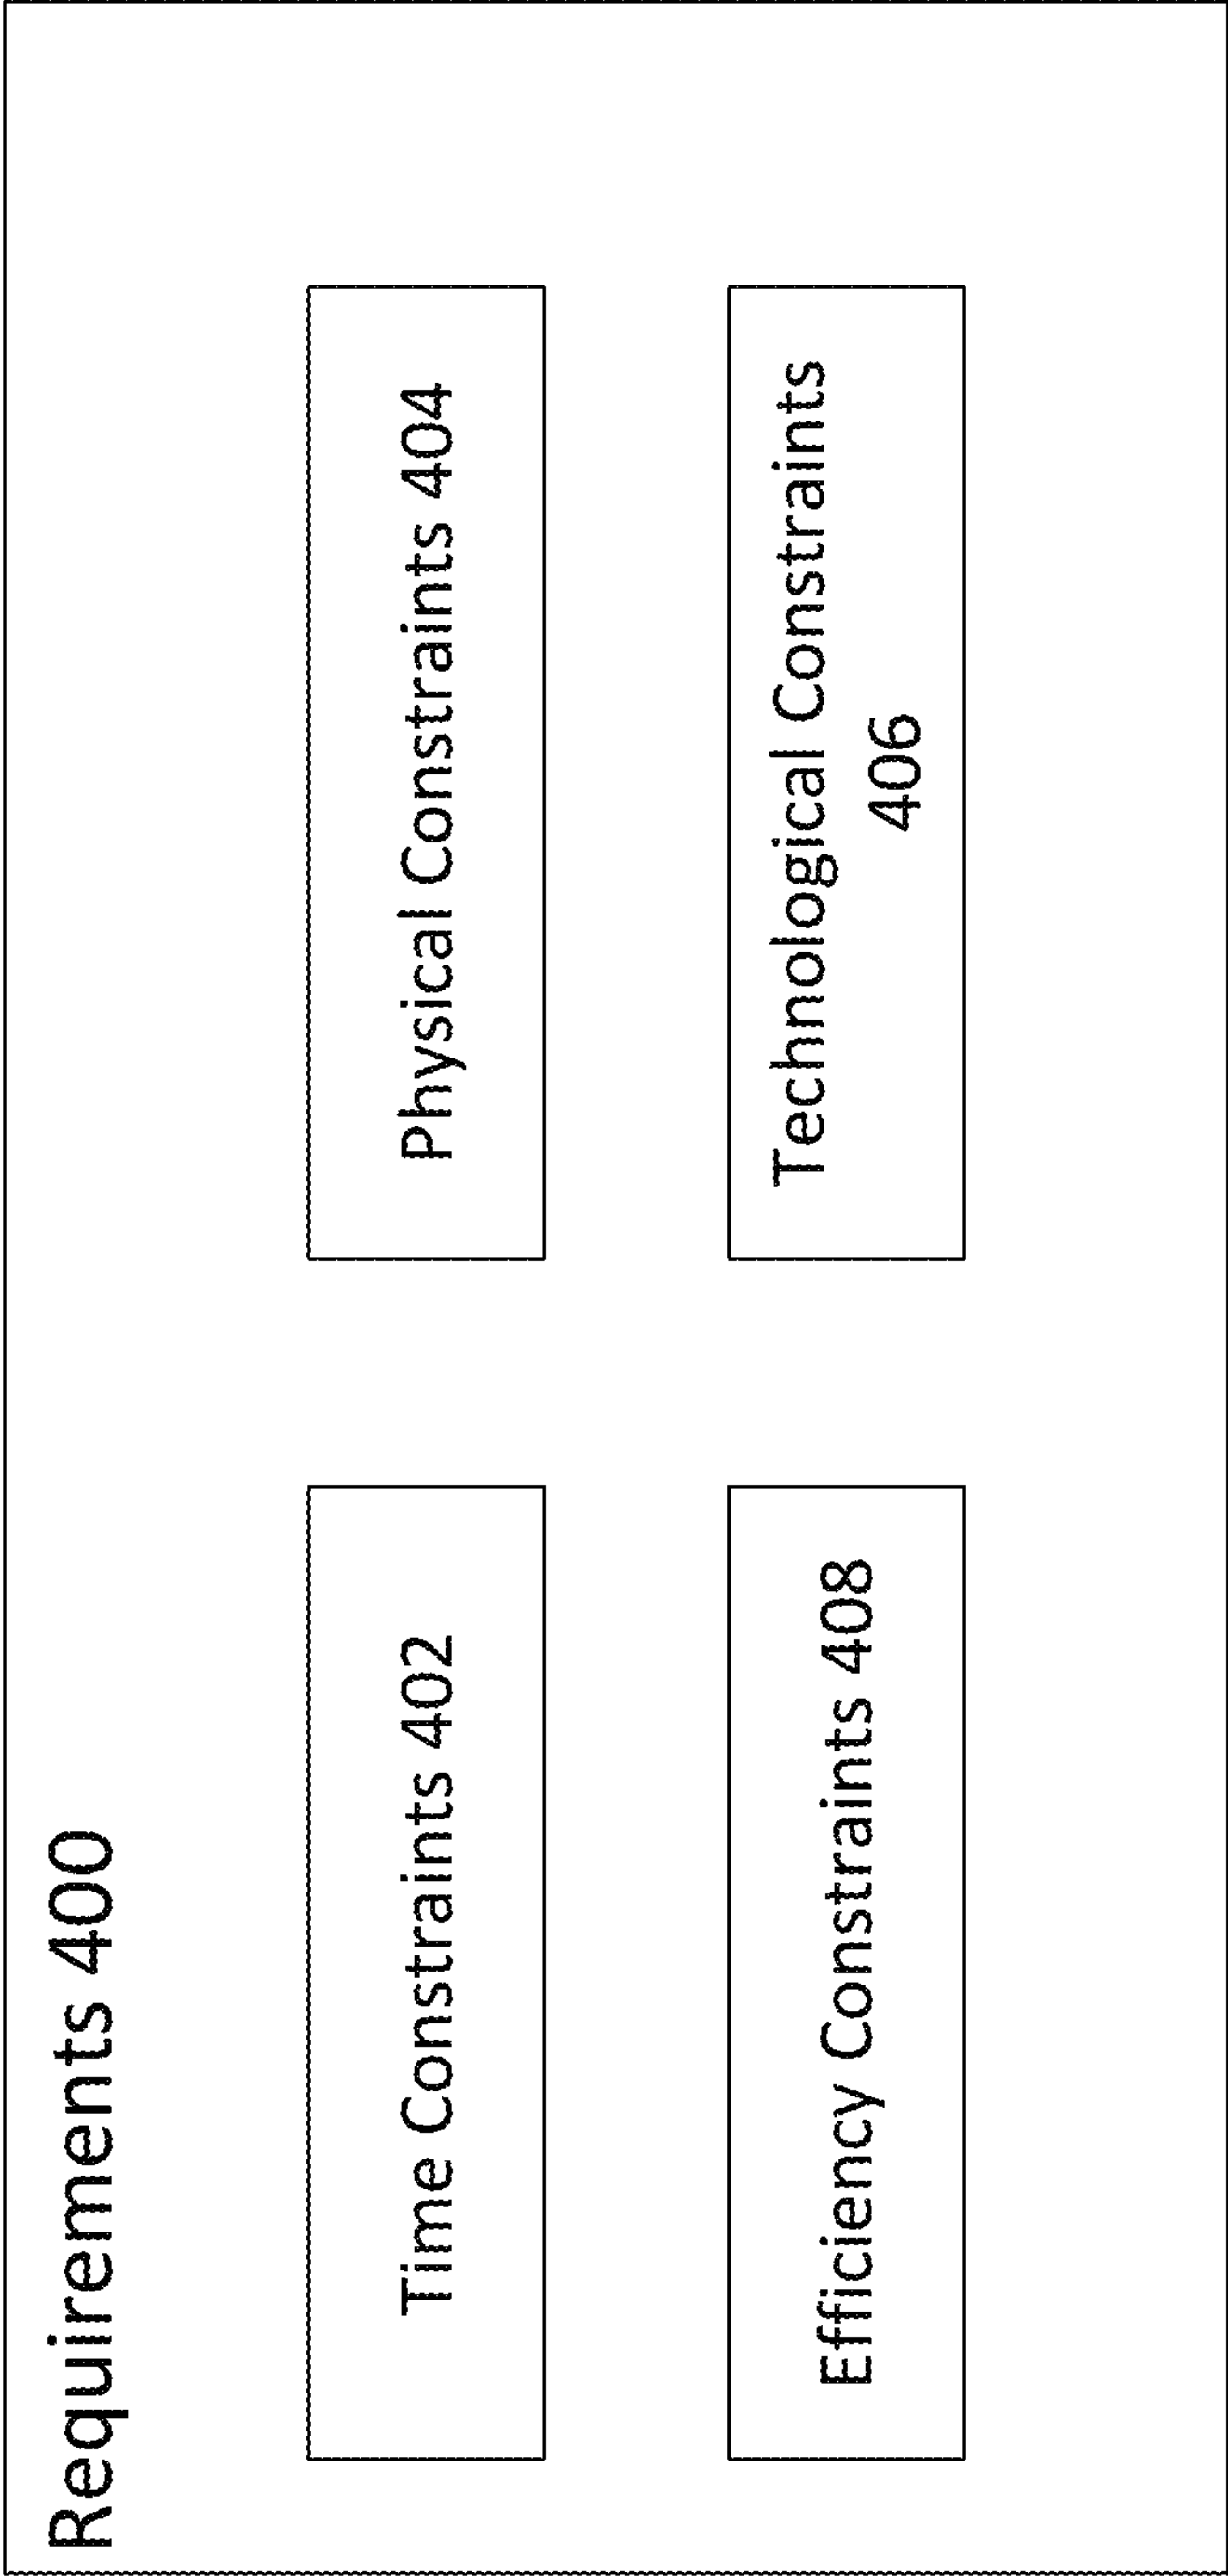 Requirements 400
Time Constraints 402
Physical Constraints 404
Efficiency Constraints 408
Technological Constraints
406